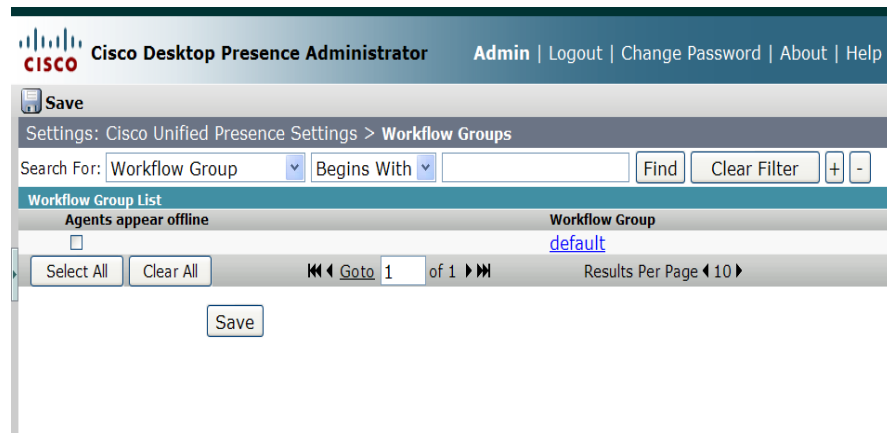 CISCO Cisco Desktop Presence Administrator Admin | Logout | Change Password | About | Help
Save
Settings: Cisco Unified Presence Settings > Workflow Groups
Search For: Workflow Group Begins With Find Clear Filter + -
Workflow Group List
Agents appear offline Workflow Group
default
Select All Clear All Goto 1 of 1 Results Per Page 10
Save